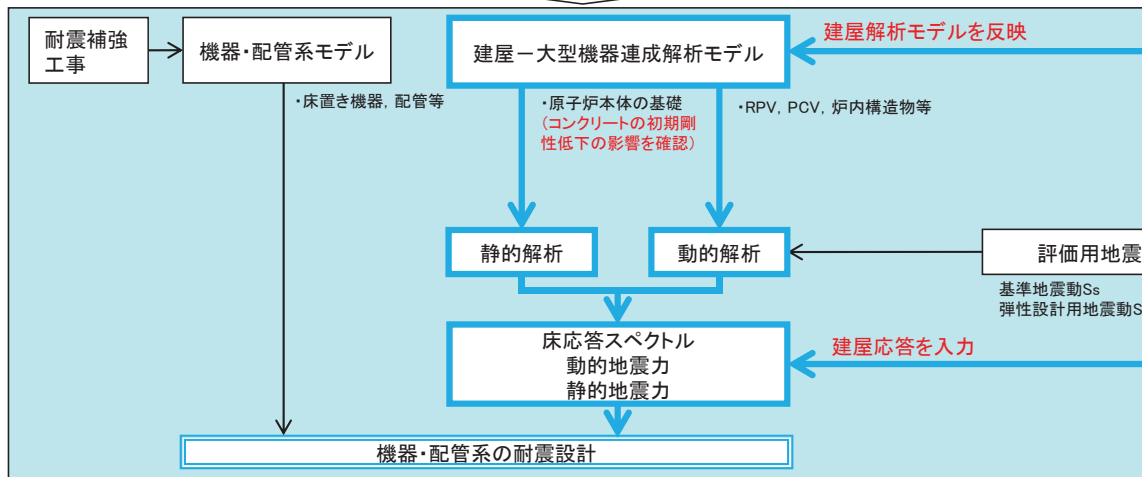 耐震補強
工事
機器・配管系モデル
建屋－大型機器連成解析モデル
建屋解析モデルを反映
・床置き機器，配管等
・原子炉本体の基礎
（コンクリートの初期剛
性低下の影響を確認）
・RPV，PCV，炉内構造物等
静的解析
動的解析
評価用地震
基準地震動Ss
弾性設計用地震動S
床応答スペクトル
動的地震力
静的地震力
建屋応答を入力
機器・配管系の耐震設計